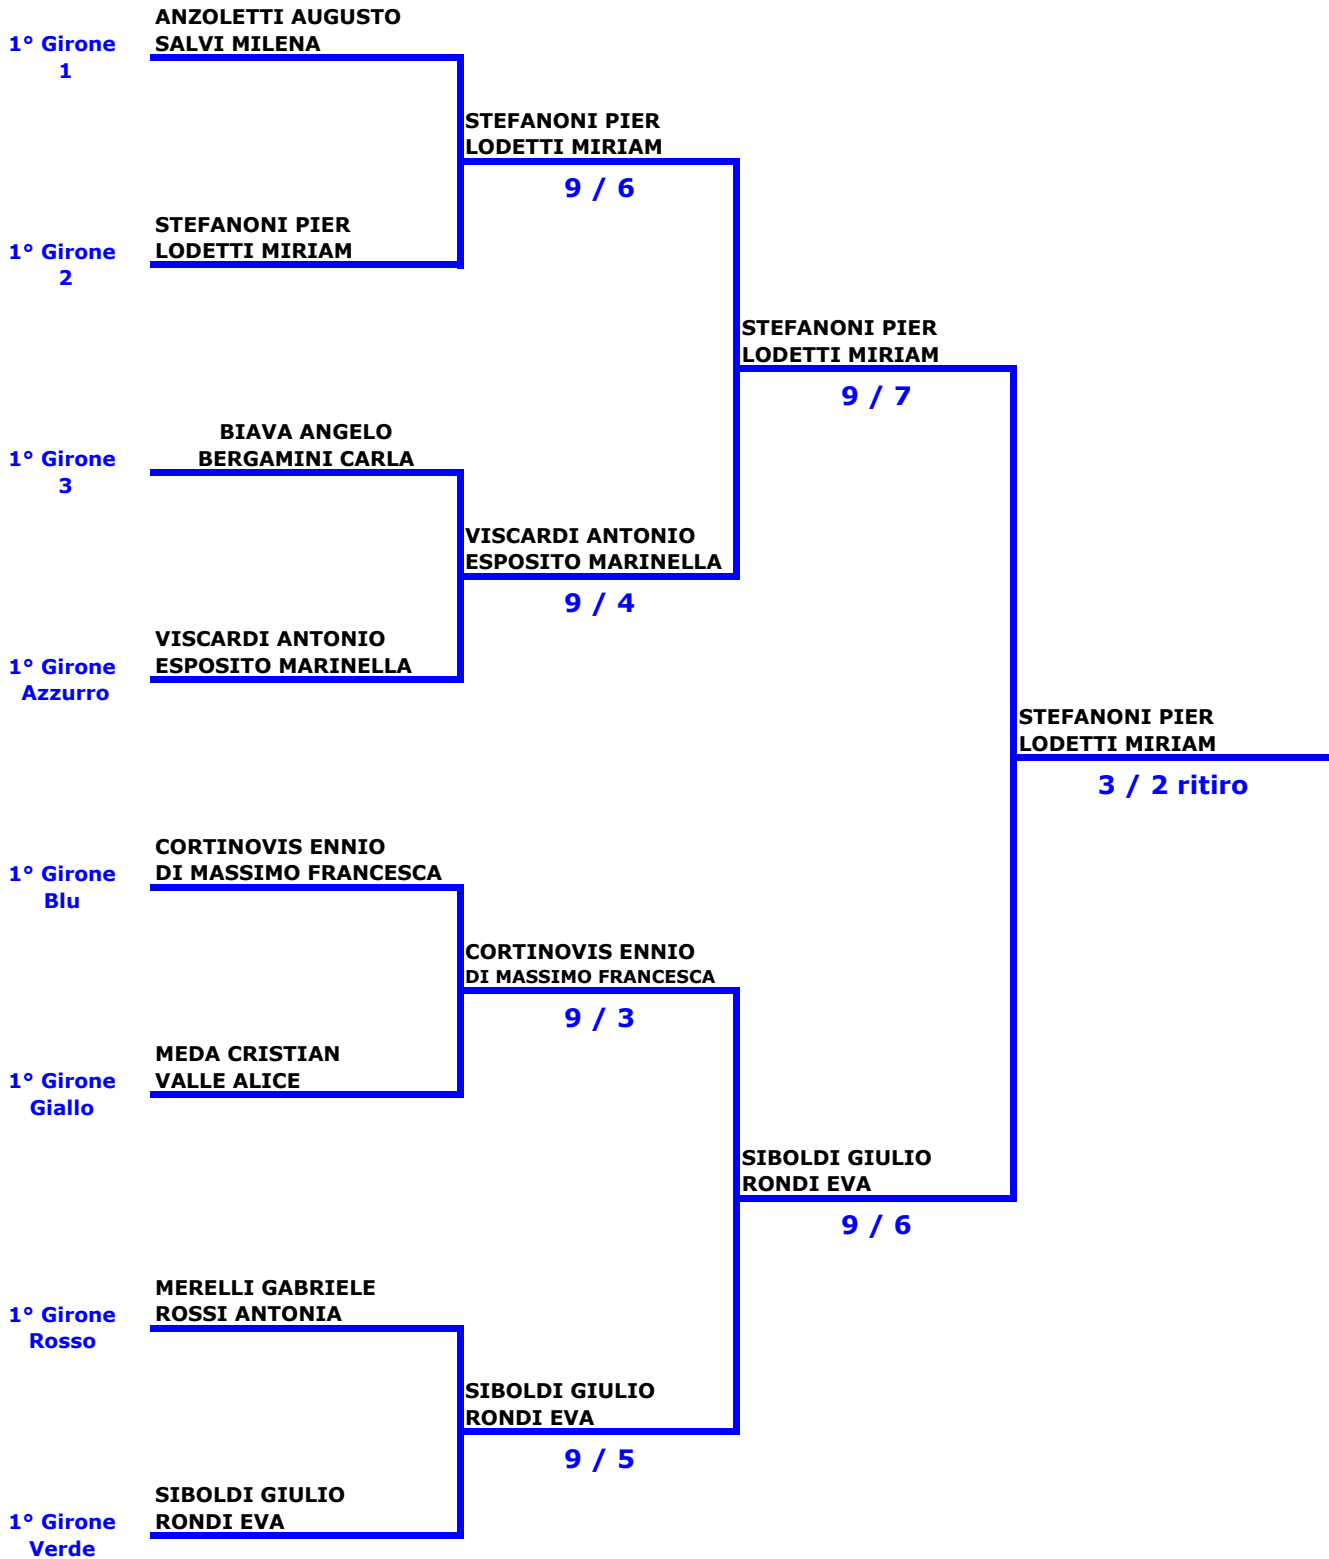 ANZOLETTI AUGUSTO
SALVI MILENA
1° Girone
1
STEFANONI PIER
LODETTI MIRIAM
9 / 6
STEFANONI PIER
LODETTI MIRIAM
1° Girone
2
STEFANONI PIER
LODETTI MIRIAM
9 / 7
BIAVA ANGELO
BERGAMINI CARLA
1° Girone
3
VISCARDI ANTONIO
ESPOSITO MARINELLA
9 / 4
VISCARDI ANTONIO
ESPOSITO MARINELLA
1° Girone
Azzurro
STEFANONI PIER
LODETTI MIRIAM
3 / 2 ritiro
CORTINOVIS ENNIO
DI MASSIMO FRANCESCA
1° Girone
Blu
CORTINOVIS ENNIO
DI MASSIMO FRANCESCA
9 / 3
MEDA CRISTIAN
VALLE ALICE
1° Girone
Giallo
SIBOLDI GIULIO
RONDI EVA
9 / 6
MERELLI GABRIELE
ROSSI ANTONIA
1° Girone
Rosso
SIBOLDI GIULIO
RONDI EVA
9 / 5
SIBOLDI GIULIO
RONDI EVA
1° Girone
Verde